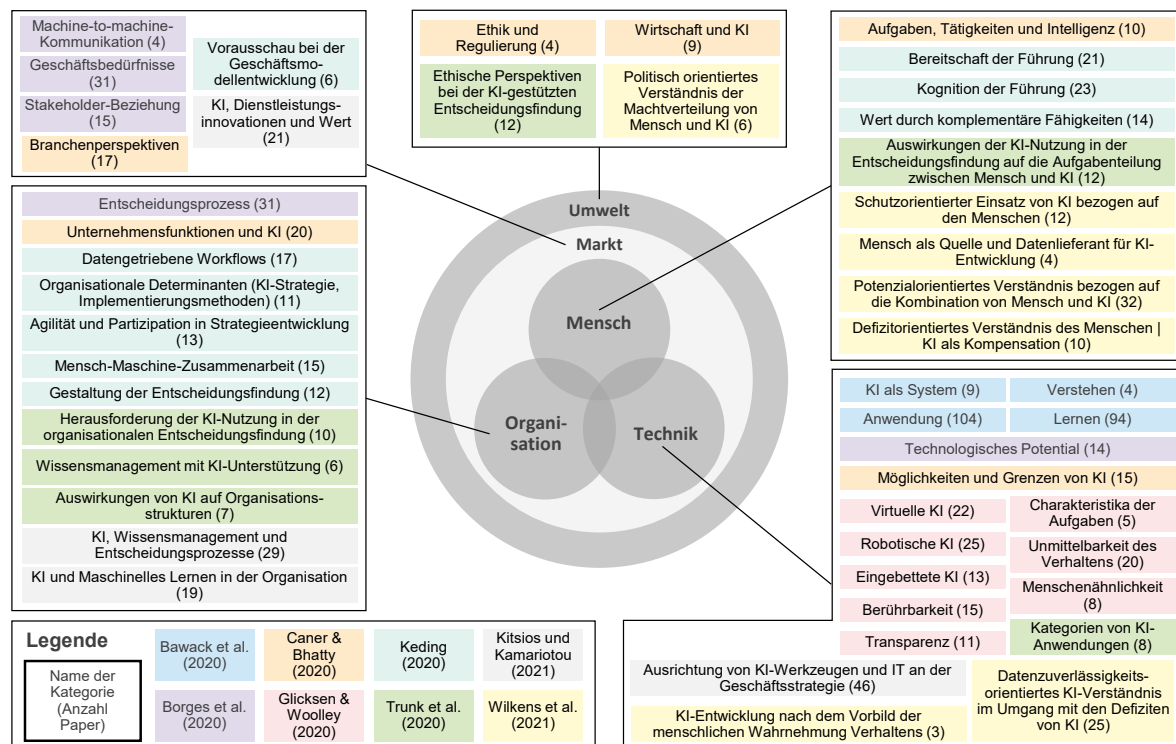 Machine-to-machine-
Kommunikation (4)
Geschäftsbedürfnisse
(31)
Stakeholder-Beziehung
(15)
Branchenperspektiven
(17)
Vorausschau bei der
Geschäftsmo-
dellentwicklung (6)
KI, Dienstleistungs-
innovationen und Wert
(21)
Ethik und
Regulierung (4)
Wirtschaft und KI
(9)
Ethische Perspektiven
bei der KI-gestützten
Entscheidungsfindung
(12)
Politisch orientiertes
Verständnis der
Machtverteilung von
Mensch und KI (6)
Aufgaben, Tätigkeiten und Intelligenz (10)
Bereitschaft der Führung (21)
Kognition der Führung (23)
Wert durch komplementäre Fähigkeiten (14)
Auswirkungen der KI-Nutzung in der
Entscheidungsfindung auf die Aufgabenteilung
zwischen Mensch und KI (12)
Schutzorientierter Einsatz von KI bezogen auf
den Menschen (12)
Mensch als Quelle und Datenlieferant für KI-
Entwicklung (4)
Potenzialorientiertes Verständnis bezogen auf
die Kombination von Mensch und KI (32)
Defizitorientiertes Verständnis des Menschen |
KI als Kompensation (10)
Entscheidungsprozess (31)
Unternehmensfunktionen und KI (20)
Datengetriebene Workflows (17)
Organisationale Determinanten (KI-Strategie,
Implementierungsmethoden) (11)
Agilität und Partizipation in Strategieentwicklung
(13)
Mensch-Maschine-Zusammenarbeit (15)
Gestaltung der Entscheidungsfindung (12)
Herausforderung der KI-Nutzung in der
organisationalen Entscheidungsfindung (10)
Wissensmanagement mit KI-Unterstützung (6)
Auswirkungen von KI auf Organisations-
strukturen (7)
KI, Wissensmanagement und
Entscheidungsprozesse (29)
KI und Maschinelles Lernen in der Organisation
(19)
Umwelt
Markt
Mensch
Organi-
sation
Technik
KI als System (9)
Verstehen (4)
Anwendung (104)
Lernen (94)
Technologisches Potential (14)
Möglichkeiten und Grenzen von KI (15)
Virtuelle KI (22)
Robotische KI (25)
Eingebettete KI (13)
Berührbarkeit (15)
Transparenz (11)
Charakteristika der
Aufgaben (5)
Unmittelbarkeit des
Verhaltens (20)
Menschenähnlichkeit
(8)
Kategorien von KI-
Anwendungen (8)
Ausrichtung von KI-Werkzeugen und IT an der
Geschäftsstrategie (46)
KI-Entwicklung nach dem Vorbild der
menschlichen Wahrnehmung Verhaltens (3)
Datenzuverlässigkeits-
orientiertes KI-Verständnis
im Umgang mit den Defiziten
von KI (25)
Legende
Name der
Kategorie
(Anzahl
Paper)
Bawack et al.
(2020)
Caner &
Bhatty
(2020)
Keding
(2020)
Kitsios und
Kamariotou
(2021)
Borges et al.
(2020)
Glicksen &
Woolley
(2020)
Trunk et al.
(2020)
Wilkens et al.
(2021)